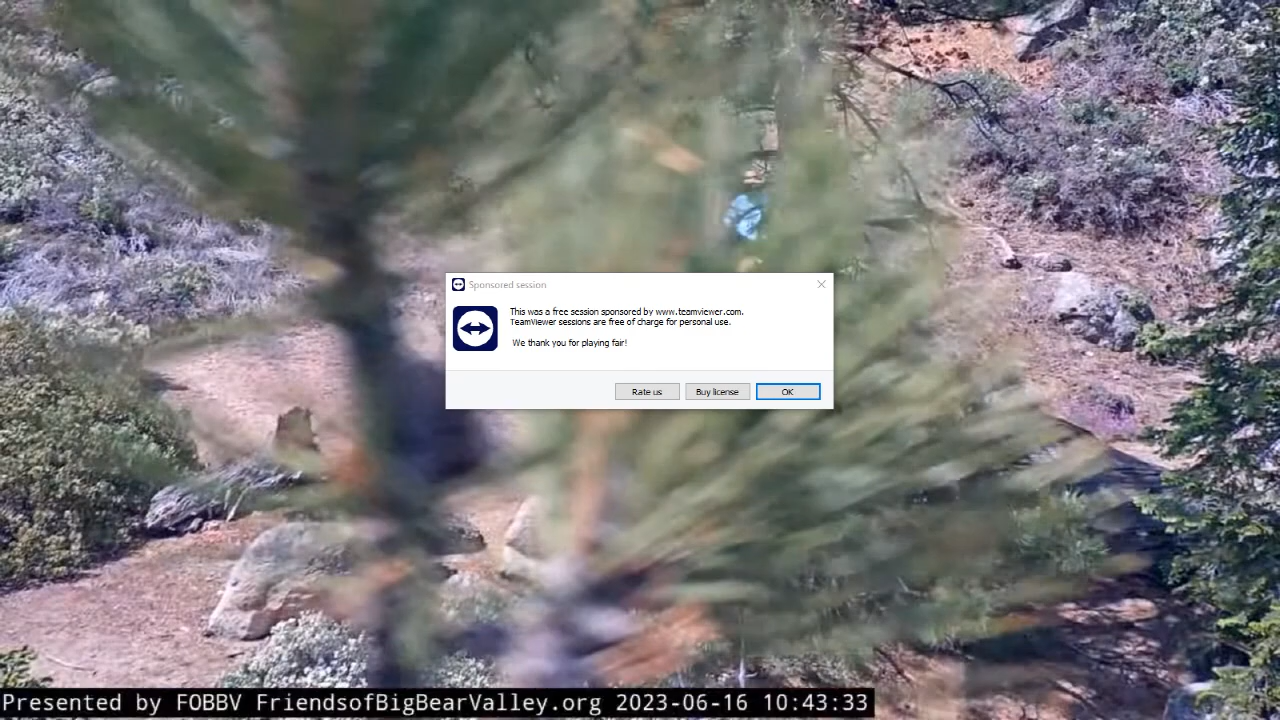 Sponsored session
This was a free session sponsored by www.teamviewer.com.
TeamViewer sessions are free of charge for personal use.
We thank you for playing fair!
Rate us Buy license OK
Presented by FOBBV FriendsofBigBearValley.org 2023-06-16 10:43:33